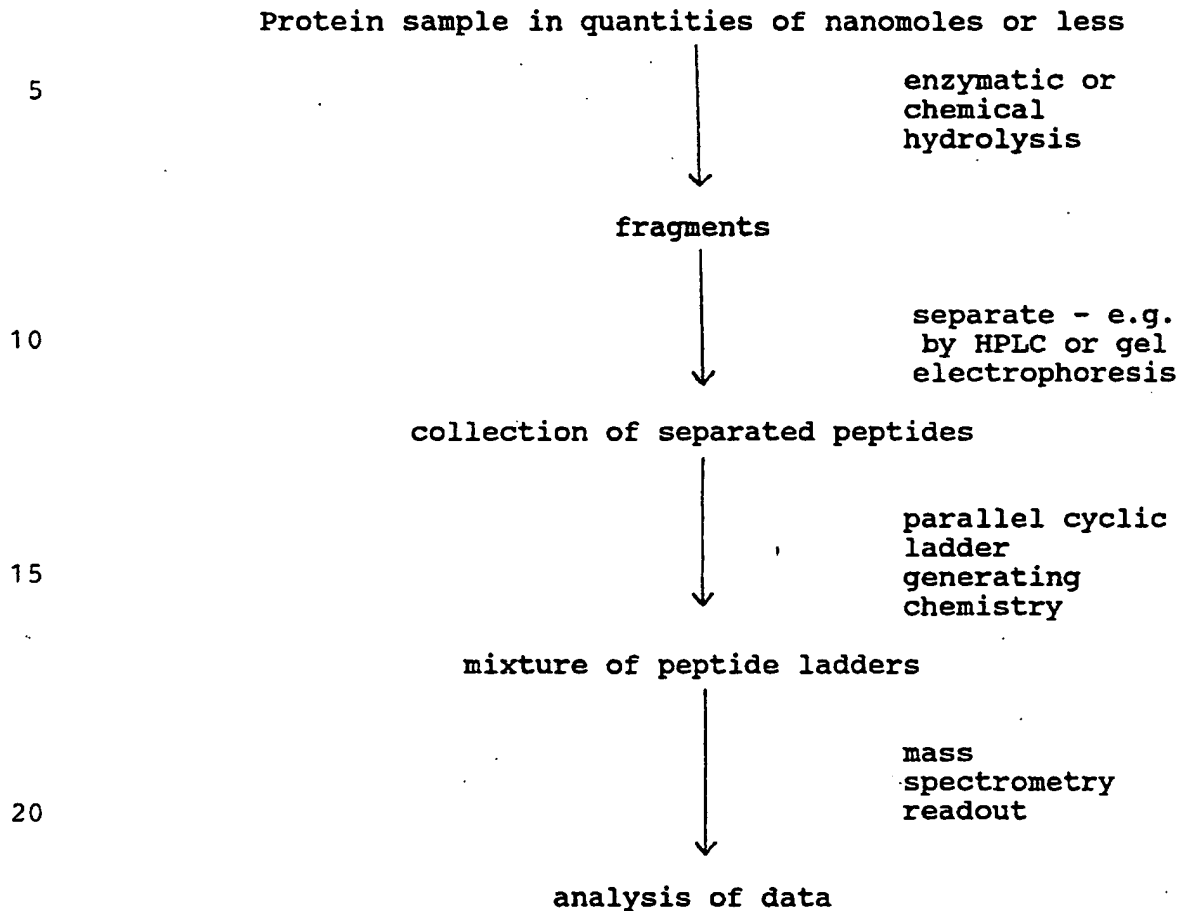 Protein sample in quantities of nanomoles or less
5
enzymatic or
chemical
hydrolysis
fragments
10
separate - e.g.
by HPLC or gel
electrophoresis
collection of separated peptides
parallel cyclic
ladder
15
generating
chemistry
mixture of peptide ladders
mass
spectrometry
20
readout
analysis of data